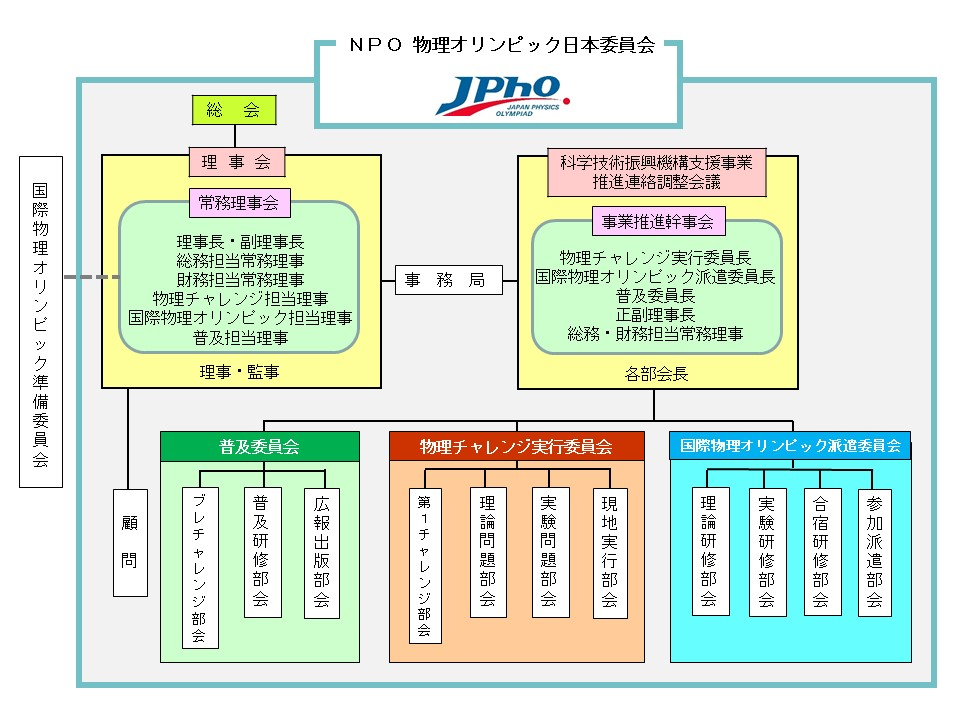 NPO 物理オリンピック日本委員会
JPhO
JAPAN PHYSICS
OLYMPIAD
総 会
理 事 会
常務理事会
理事長・副理事長
総務担当常務理事
財務担当常務理事
物理チャレンジ担当理事
国際物理オリンピック担当理事
普及担当理事
理事・監事
国際物理オリンピック準備委員会
事 務 局
科学技術振興機構支援事業
推進連絡調整会議
事業推進幹事会
物理チャレンジ実行委員長
国際物理オリンピック派遣委員長
普及委員長
正副理事長
総務・財務担当常務理事
各部会長
顧 問
普及委員会
プレチャレンジ部会
普及研修部会
広報出版部会
物理チャレンジ実行委員会
第1チャレンジ部会
理論問題部会
実験問題部会
現地実行部会
国際物理オリンピック派遣委員会
理論研修部会
実験研修部会
合宿研修部会
参加派遣部会